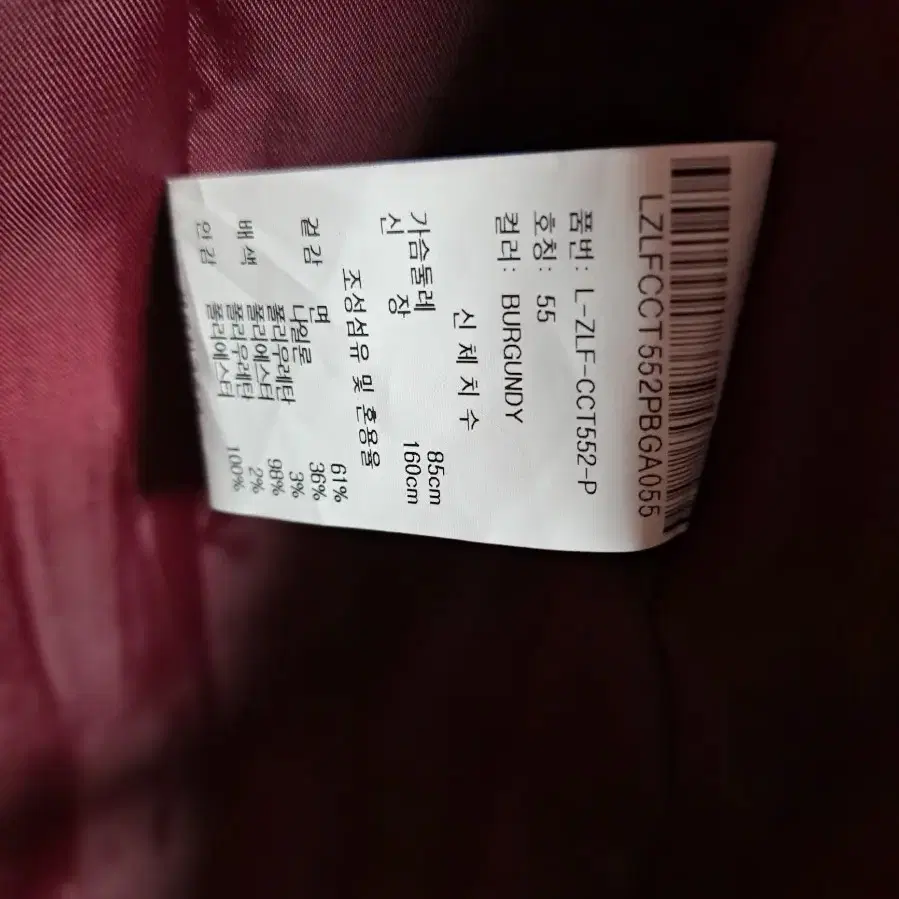 LZLFCCT552PBGA055
품번: L-ZLF-CCT552-P
호칭: 55
컬러: BURGUNDY
신 체 치 수
가슴둘레 85cm
신 장 160cm
조성섬유 및 혼용율
겉감 면 61%
나일론 36%
폴리우레탄 3%
배색 폴리에스터 98%
폴리우레탄 2%
안감 폴리에스터 100%